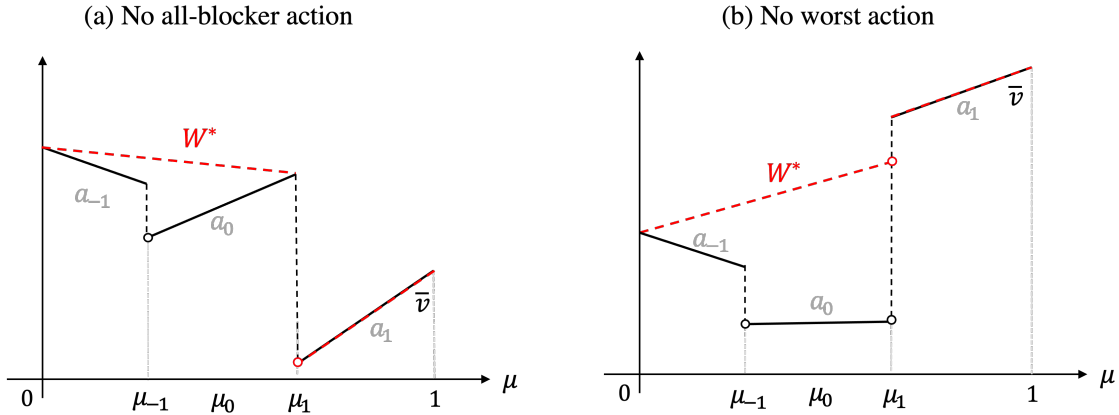 (a) No all-blocker action
W*
a₋₁
a₀
v̅
a₁
0
μ₋₁
μ₀
μ₁
1
μ
(b) No worst action
v̅
a₁
W*
a₋₁
a₀
0
μ₋₁
μ₀
μ₁
1
μ